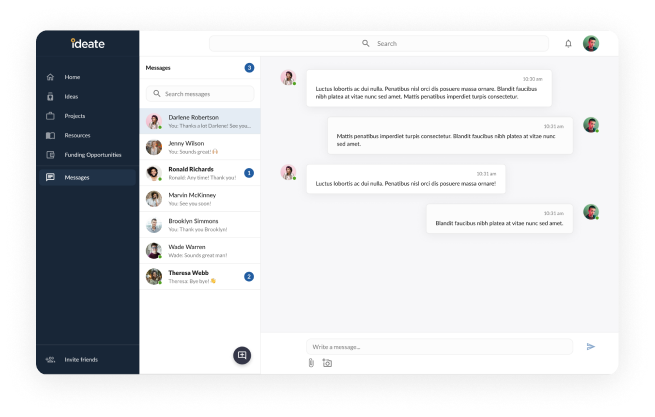 ideate
Search
Home
Ideas
Projects
Resources
Funding Opportunities
Messages
Invite friends
Messages
3
Search messages
Darlene Robertson
You: Thanks a lot Darlene! See you...
Jenny Wilson
You: Sounds great! 🙌
Ronald Richards
Ronald: Any time! Thank you!
1
Marvin McKinney
You: See you soon!
Brooklyn Simmons
You: Thank you Brooklyn!
Wade Warren
Wade: Sounds great man!
Theresa Webb
Theresa: Bye bye! 👋
2
10:30 am
Luctus lobortis ac dui nulla. Penatibus nisl orci dis posuere massa ornare. Blandit faucibus
nibh platea at vitae nunc sed amet. Mattis penatibus imperdiet turpis consectetur.
10:31 am
Mattis penatibus imperdiet turpis consectetur. Blandit faucibus nibh platea at vitae nunc
sed amet.
10:31 am
Luctus lobortis ac dui nulla. Penatibus nisl orci dis posuere massa ornare!
10:31 am
Blandit faucibus nibh platea at vitae nunc sed amet.
Write a message...